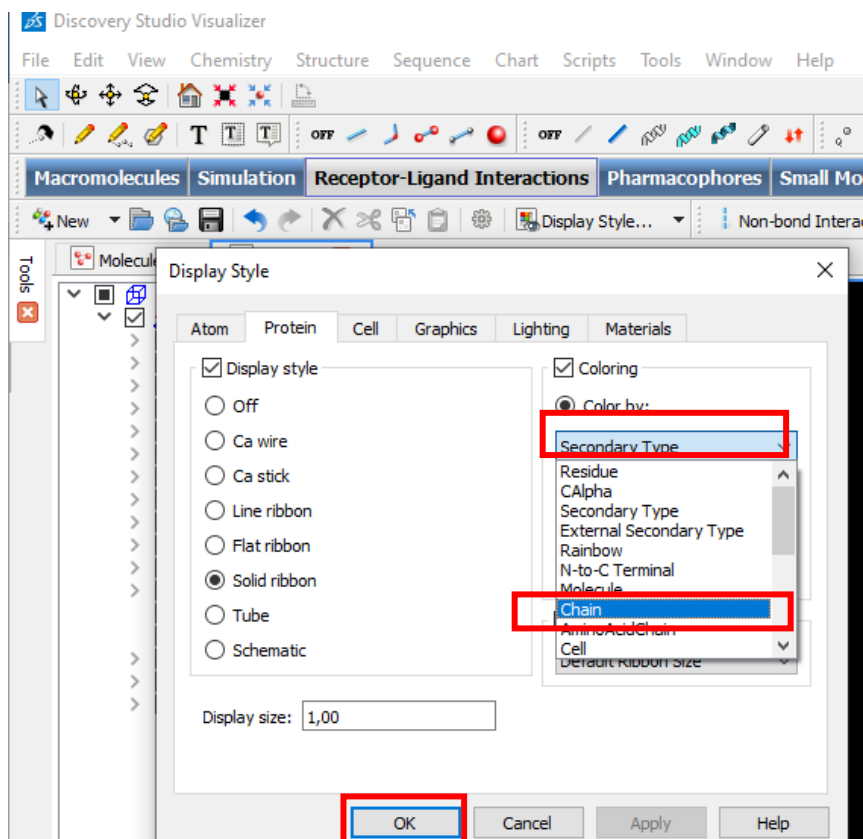 Discovery Studio Visualizer
File Edit View Chemistry Structure Sequence Chart Scripts Tools Window Help
T T T OFF OFF
Macromolecules Simulation Receptor-Ligand Interactions Pharmacophores Small Mo
New Display Style... Non-bond Interac
Tools
Molecule
Display Style
Atom Protein Cell Graphics Lighting Materials
Display style
Coloring
Off
Color by:
Ca wire
Secondary Type
Ca stick
Residue
CAlpha
Line ribbon
Secondary Type
External Secondary Type
Flat ribbon
Rainbow
N-to-C Terminal
Solid ribbon
Molecule
Chain
Tube
AminoAcidChain
Schematic
Cell
Default Ribbon Size
Display size: 1,00
OK Cancel Apply Help